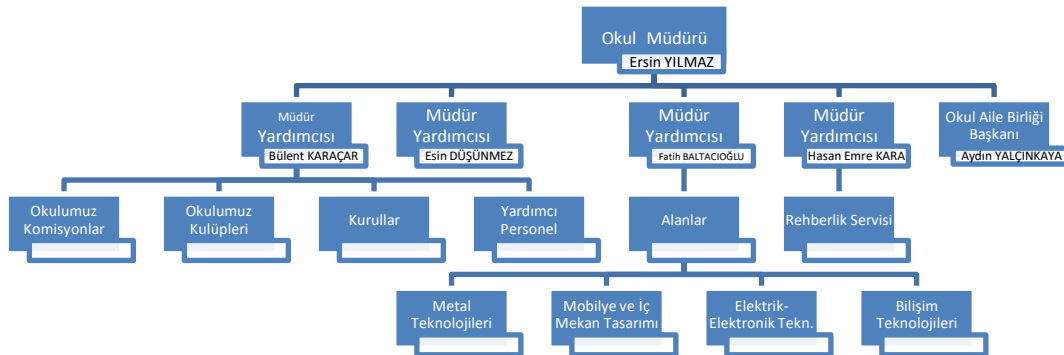 Okul Müdürü
Ersin YILMAZ
Müdür
Yardımcısı
Bülent KARAÇAR
Müdür
Yardımcısı
Esin DÜŞÜNMEZ
Müdür
Yardımcısı
Fatih BALTACIOĞLU
Müdür
Yardımcısı
Hasan Emre KARA
Okul Aile Birliği
Başkanı
Aydın YALÇINKAYA
Okulumuz
Komisyonlar
Okulumuz
Kulüpleri
Kurullar
Yardımcı
Personel
Alanlar
Rehberlik Servisi
Metal
Teknolojileri
Mobilye ve İç
Mekan Tasarımı
Elektrik-
Elektronik Tekn.
Bilişim
Teknolojileri